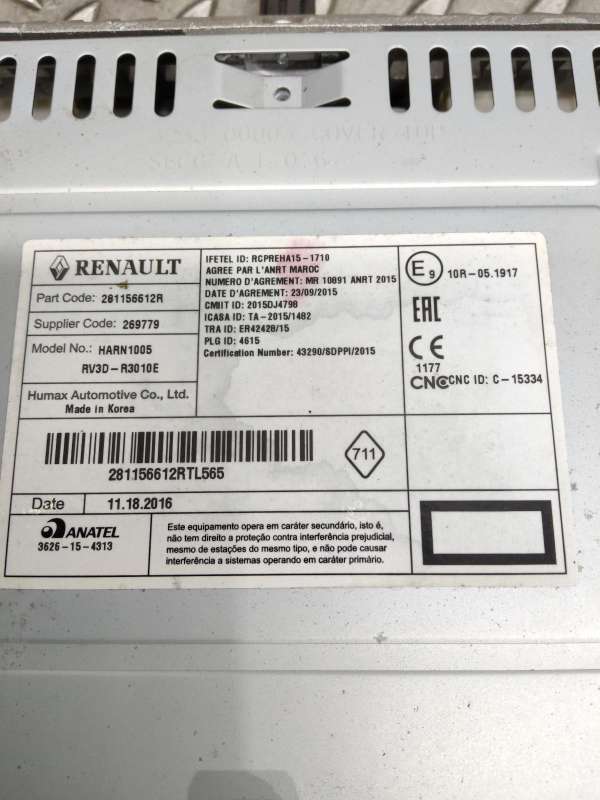 RENAULT
Part Code: 281156612R
Supplier Code: 269779
Model No: HARN1005
RV3D-R3010E
Humax Automotive Co., Ltd.
Made in Korea
IFETEL ID: RCPREHA15-1710
AGREE PAR L'ANRT MAROC
NUMERO D'AGREMENT: MR 10891 ANRT 2015
DATE D'AGREMENT: 23/09/2015
CMIIT ID: 2015DJ4798
ICASA ID: TA-2015/1482
TRA ID: ER42428/15
PLG ID: 4615
Certification Number: 43290/SDPPI/2015
E9 10R-05.1917
EAC
CE
1177
CNC CNC ID: C-15334
281156612RTL565
711
Date 11.18.2016
ANATEL
3626-15-4313
Este equipamento opera em caráter secundário, isto é,
não tem direito a proteção contra interferência prejudicial,
mesmo de estações do mesmo tipo, e não pode causar
interferência a sistemas operando em caráter primário.